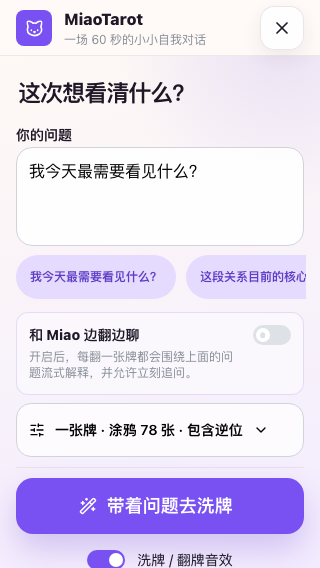 MiaoTarot
一场 60 秒的小小自我对话
这次想看清什么?
你的问题
我今天最需要看见什么?
我今天最需要看见什么?
这段关系目前的核心
和 Miao 边翻边聊
开启后，每翻一张牌都会围绕上面的问
题流式解释，并允许立刻追问。
一张牌 · 涂鸦 78 张 · 包含逆位
带着问题去洗牌
洗牌 / 翻牌音效